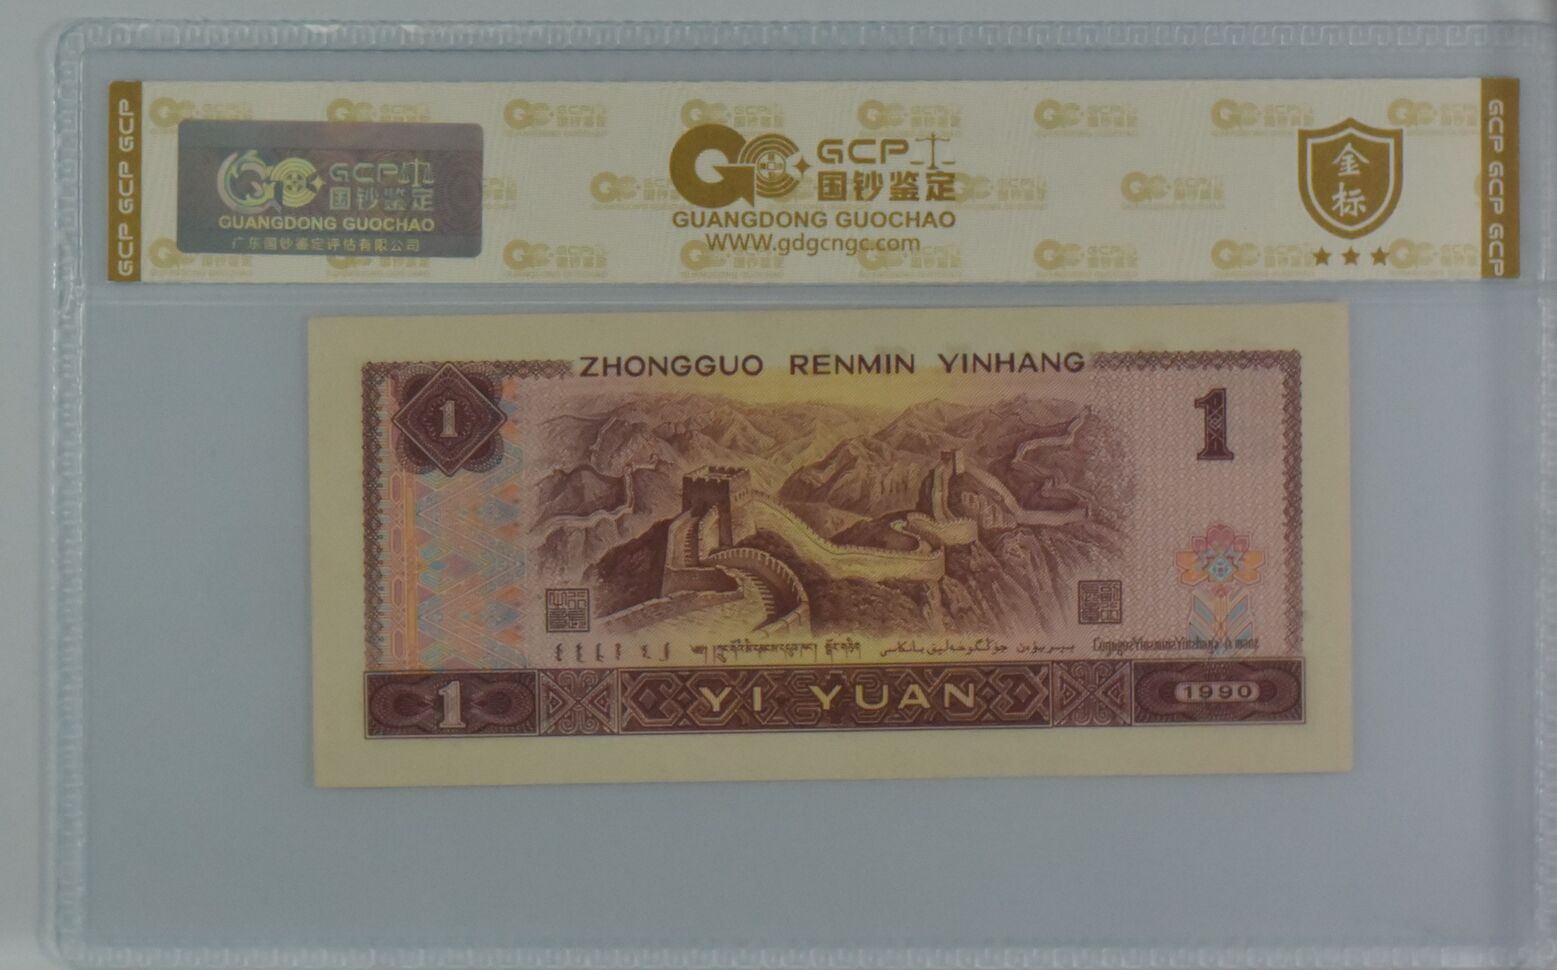 GCP GCP GCP
GCP
国钞鉴定
GUANGDONG GUOCHAO
广东国钞鉴定评估有限公司
GCP
国钞鉴定
GUANGDONG GUOCHAO
WWW.gdgcngc.com
金标
GCP GCP GCP
ZHONGGUO RENMIN YINHANG
1
1
1
YI YUAN
1990